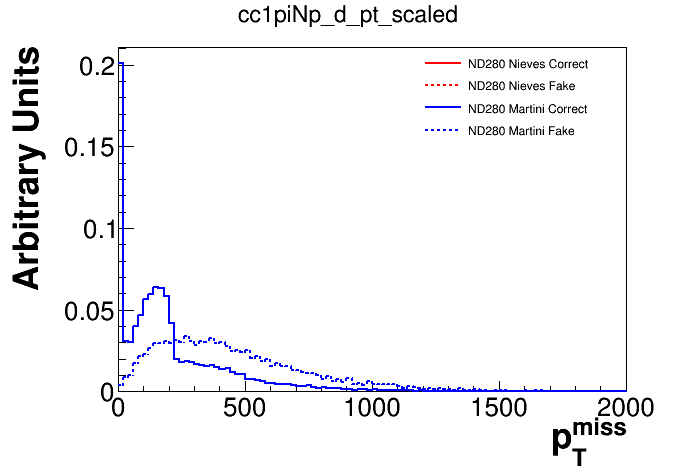 cc1piNp_d_pt_scaled
Arbitrary Units
0.2
0.15
0.1
0.05
0
ND280 Nieves Correct
ND280 Nieves Fake
ND280 Martini Correct
ND280 Martini Fake
0 500 1000 1500 2000
p_T^miss